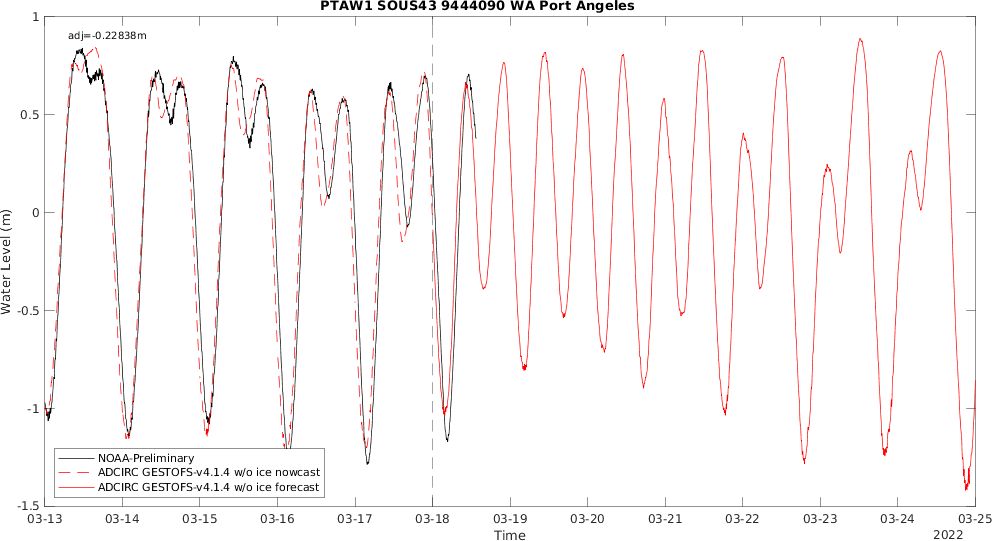 PTAW1 SOUS43 9444090 WA Port Angeles
adj=-0.22838m
1
0.5
0
-0.5
-1
-1.5
Water Level (m)
NOAA-Preliminary
ADCIRC GESTOFS-v4.1.4 w/o ice nowcast
ADCIRC GESTOFS-v4.1.4 w/o ice forecast
03-13 03-14 03-15 03-16 03-17 03-18 03-19 03-20 03-21 03-22 03-23 03-24 03-25
Time
2022